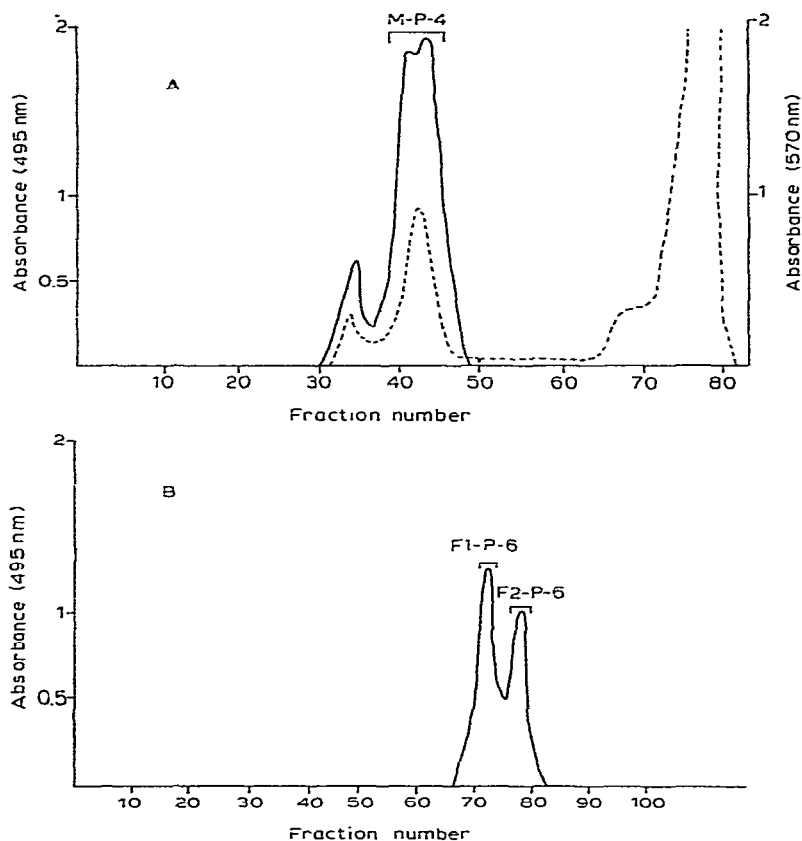 M-P-4
2
2
A
Absorbance (495 nm)
Absorbance (570 nm)
1
1
0.5
10 20 30 40 50 60 70 80
Fraction number
2
B
Absorbance (495 nm)
F1-P-6
F2-P-6
1
0.5
10 20 30 40 50 60 70 80 90 100
Fraction number